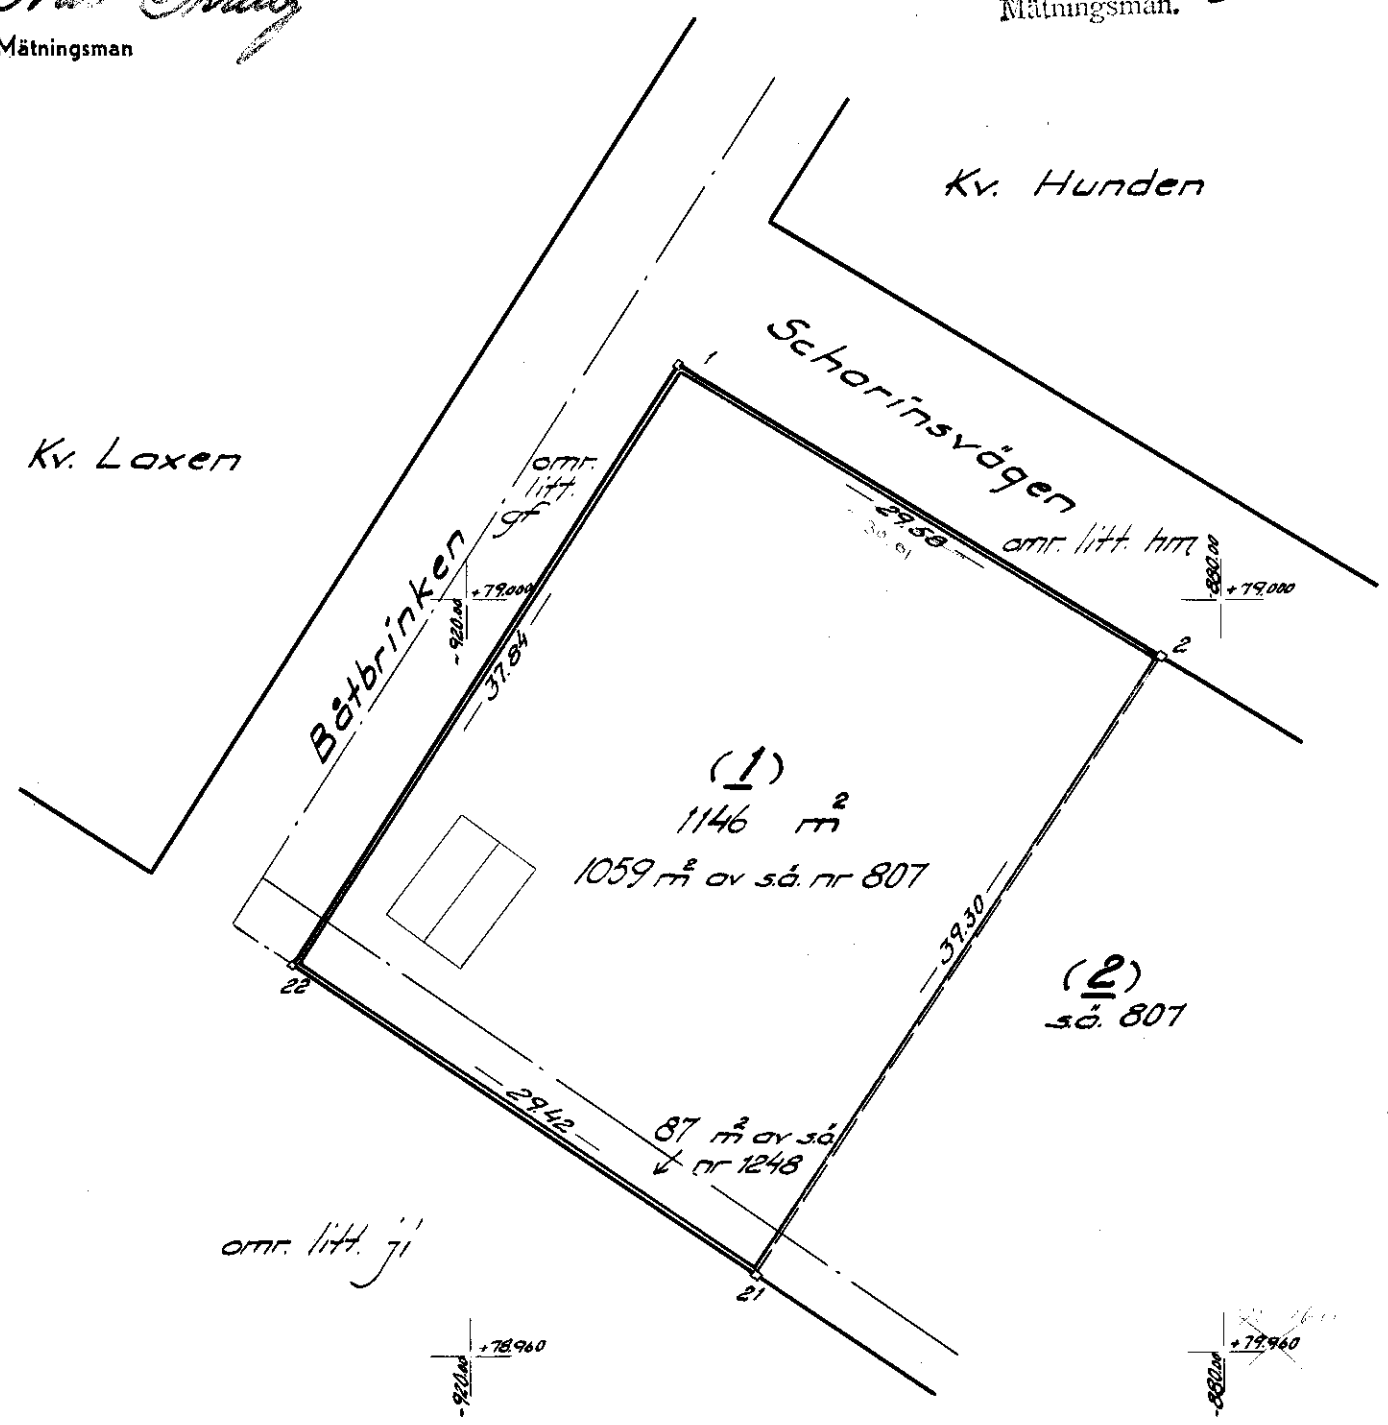 Mätningsman
Mätningsman.
Kv. Hunden
Scharinsvägen
1
Kv. Laxen
omr.
litt.
gf
29.58
30.01
omr. litt. hm
-880.00
+79.000
Båtbrinken
+79.000
-920.00
37.84
2
(1)
1146 m²
1059 m² av s.ä. nr 807
39.30
(2)
s.ä. 807
22
29.42
87 m² av s.ä.
nr 1248
omr. litt. ji
21
+78.960
-920.00
+79.960
-880.00